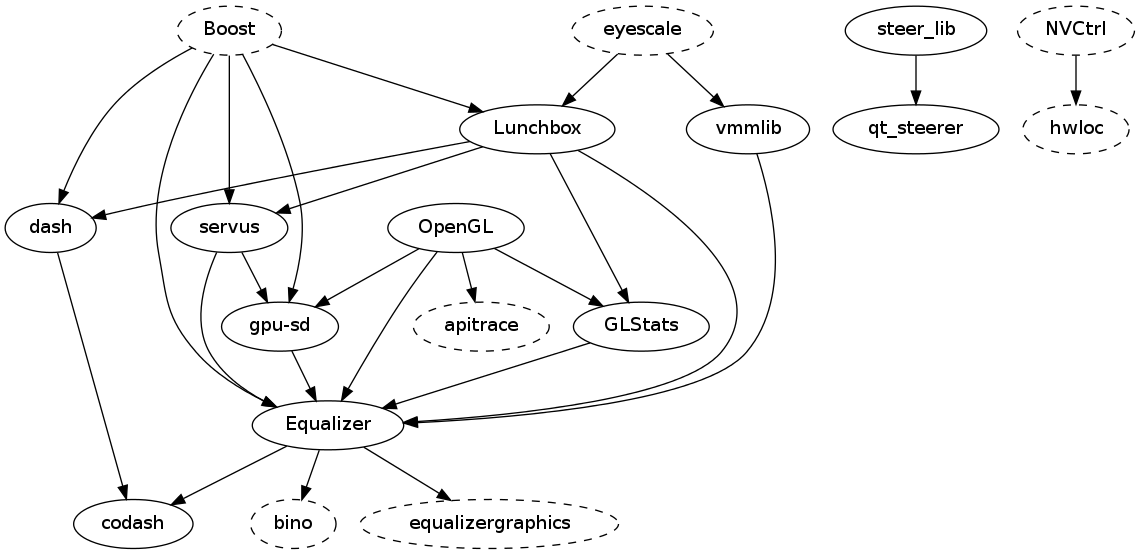 Boost
eyescale
steer_lib
NVCtrl
Lunchbox
vmmlib
qt_steerer
hwloc
dash
servus
OpenGL
gpu-sd
apitrace
GLStats
Equalizer
codash
bino
equalizergraphics